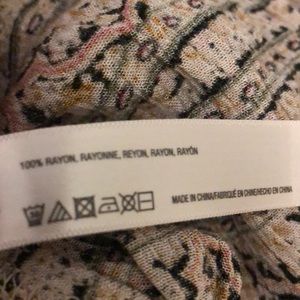 100% RAYON, RAYONNE, REYON, RAYON, RAYÓN
MADE IN CHINA/FABRIQUÉ EN CHINE/HECHO EN CHINA